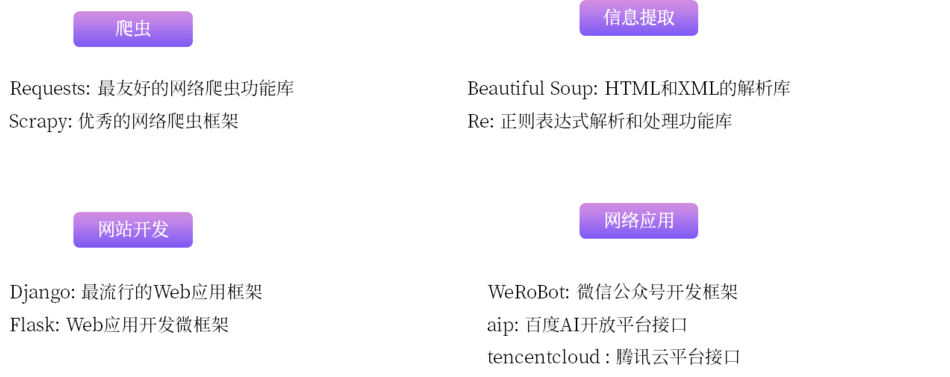 爬虫
Requests: 最友好的网络爬虫功能库
Scrapy: 优秀的网络爬虫框架
信息提取
Beautiful Soup: HTML和XML的解析库
Re: 正则表达式解析和处理功能库
网站开发
Django: 最流行的Web应用框架
Flask: Web应用开发微框架
网络应用
WeRoBot: 微信公众号开发框架
aip: 百度AI开放平台接口
tencentcloud : 腾讯云平台接口